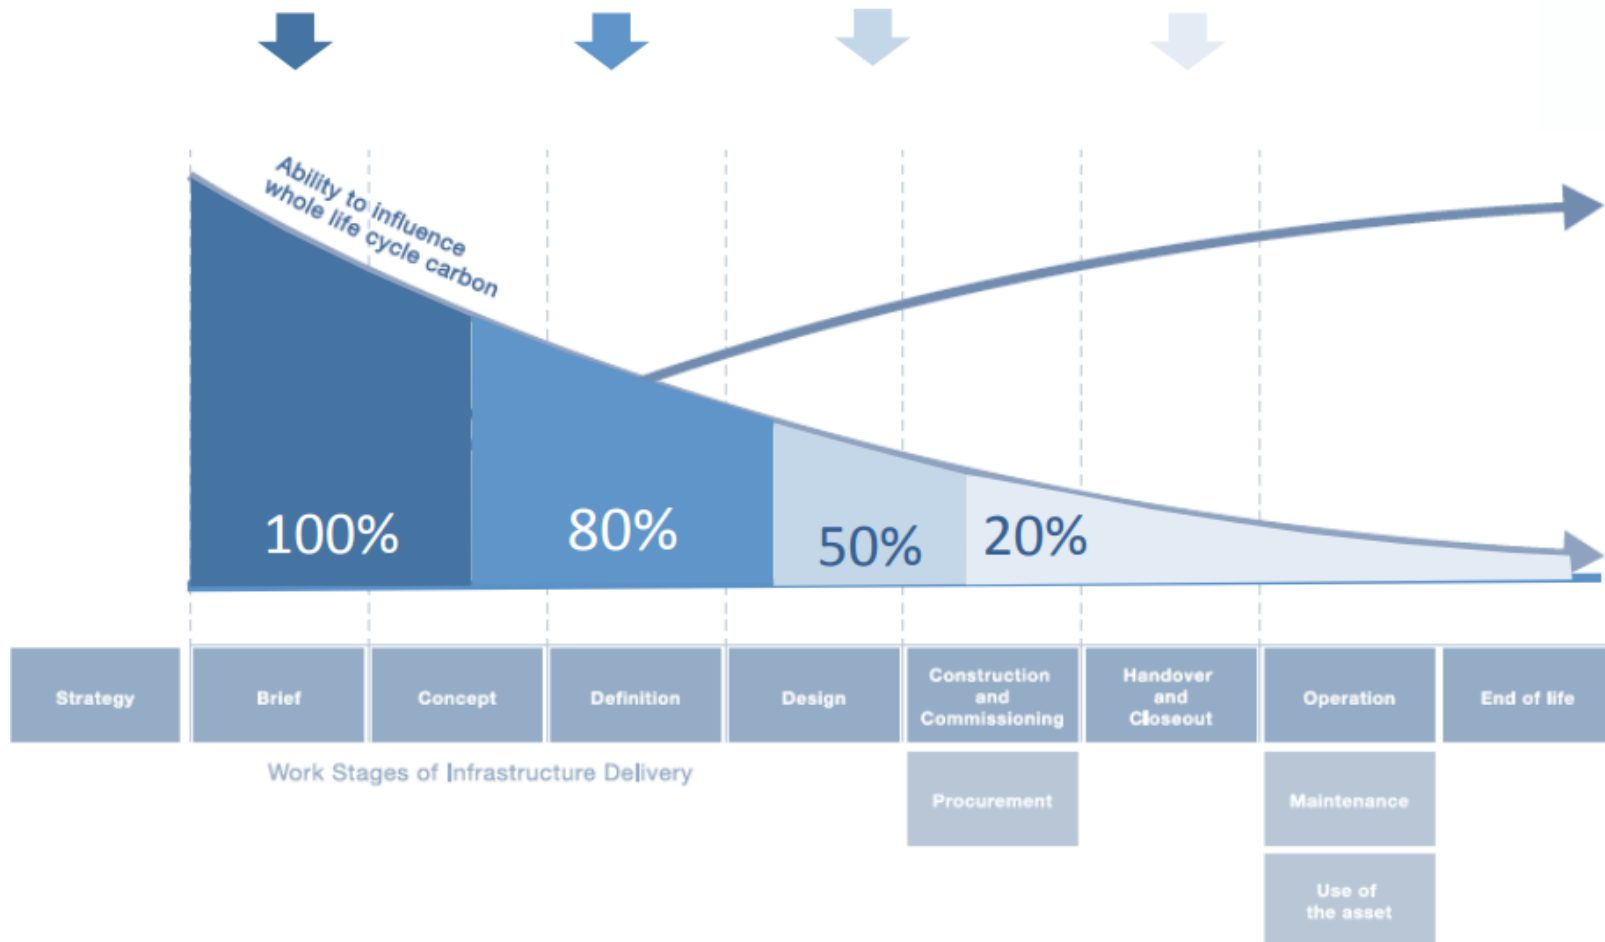 Ability to influence
whole life cycle carbon
100%
80%
50%
20%
Strategy
Brief
Concept
Definition
Design
Construction
and
Commissioning
Handover
and
Closeout
Operation
End of life
Work Stages of Infrastructure Delivery
Procurement
Maintenance
Use of
the asset